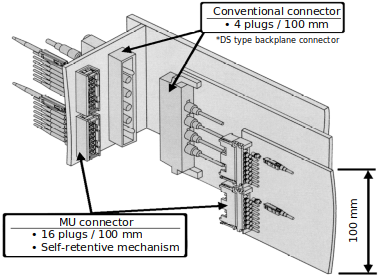 Conventional connector
• 4 plugs / 100 mm
*DS type backplane connector
100 mm
MU connector
• 16 plugs / 100 mm
• Self-retentive mechanism